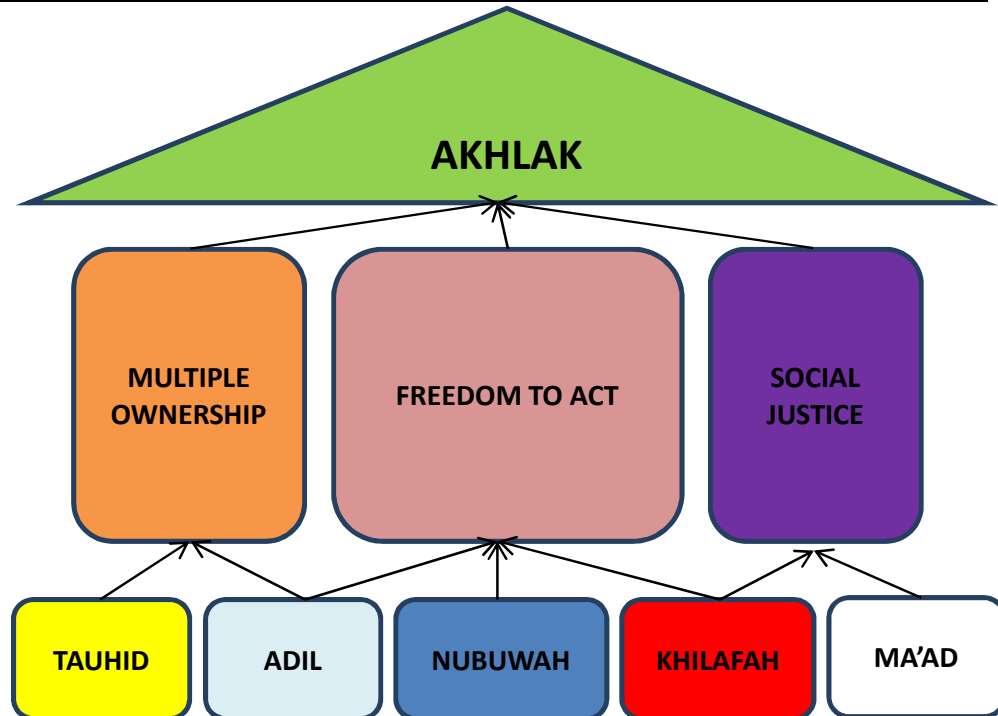 AKHLAK
MULTIPLE
OWNERSHIP
FREEDOM TO ACT
SOCIAL
JUSTICE
TAUHID
ADIL
NUBUWAH
KHILAFAH
MA’AD